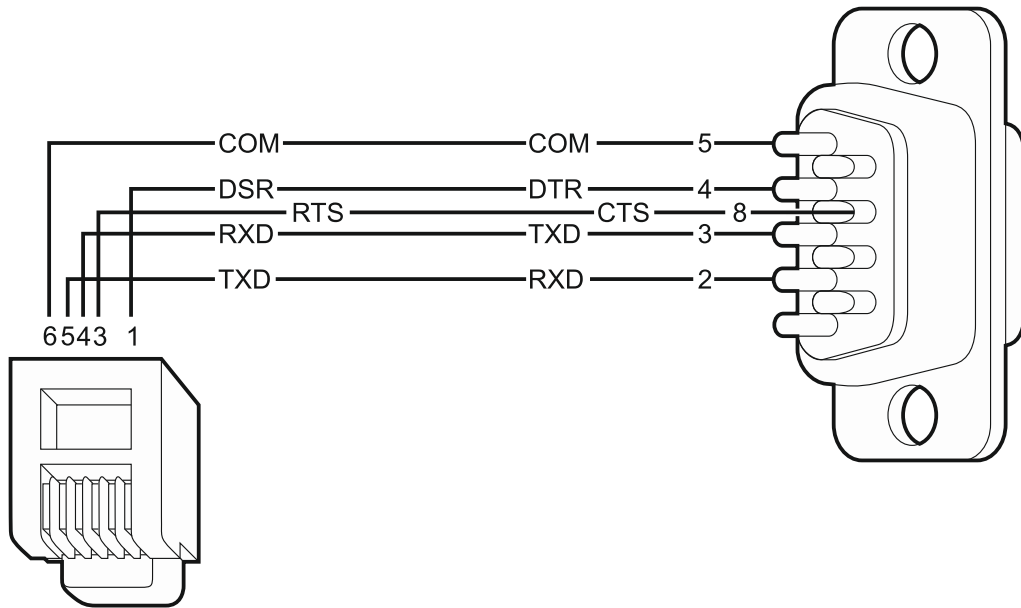 COM COM 5
DSR DTR 4
RTS CTS 8
RXD TXD 3
TXD RXD 2
6543 1